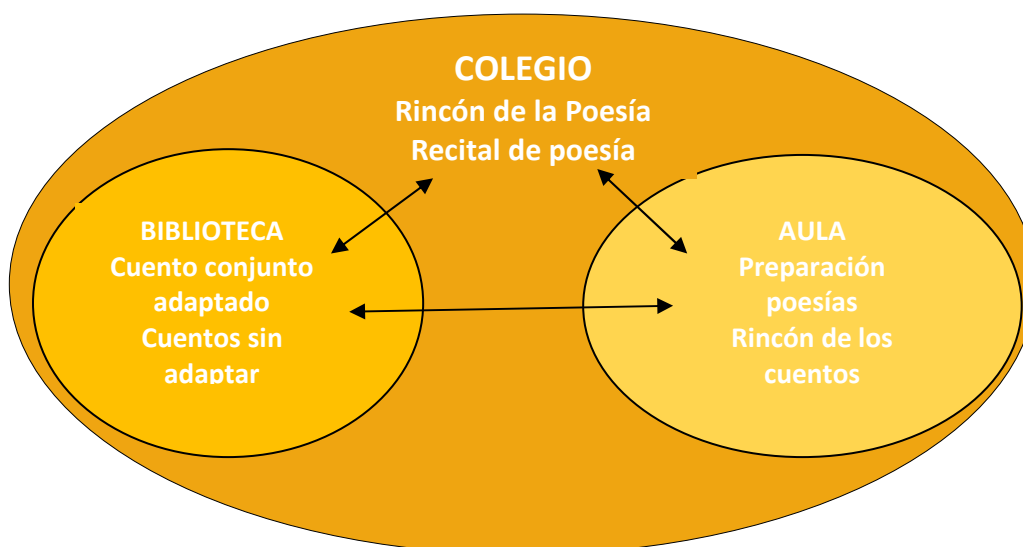 COLEGIO
Rincón de la Poesía
Recital de poesía
BIBLIOTECA
Cuento conjunto
adaptado
Cuentos sin
adaptar
AULA
Preparación
poesías
Rincón de los
cuentos